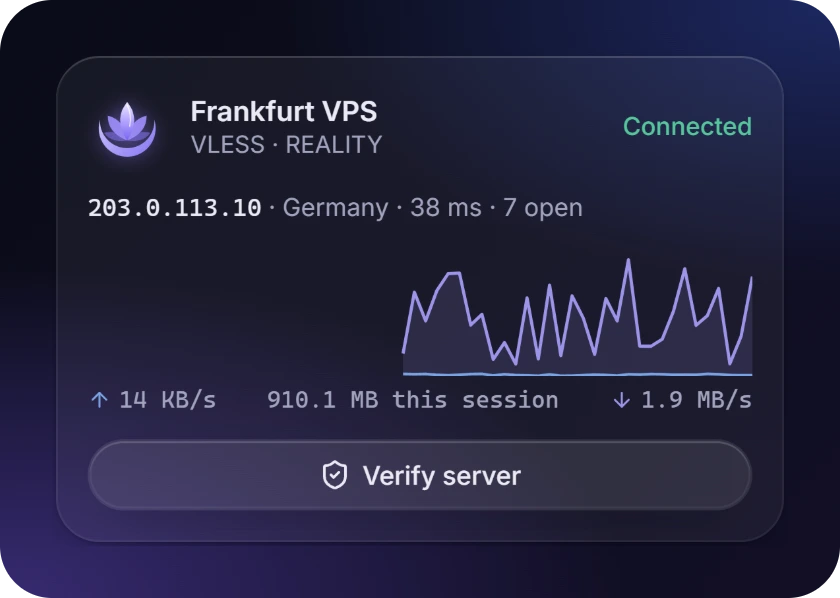 Frankfurt VPS
Connected
VLESS · REALITY
203.0.113.10 · Germany · 38 ms · 7 open
↑ 14 KB/s 910.1 MB this session ↓ 1.9 MB/s
Verify server